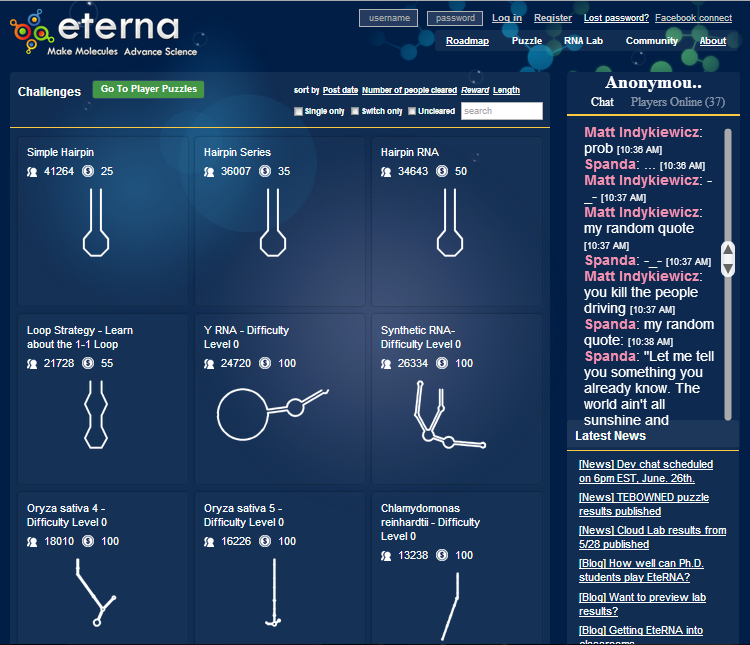 eterna
Make Molecules Advance Science
username password Log in Register Lost password? Facebook connect
Roadmap Puzzle RNA Lab Community About
Challenges
Go To Player Puzzles
sort by Post date Number of people cleared Reward Length
Single only Switch only Uncleared search
Simple Hairpin
41264 25
Hairpin Series
36007 35
Hairpin RNA
34643 50
Loop Strategy - Learn
about the 1-1 Loop
21728 55
Y RNA - Difficulty
Level 0
24720 100
Synthetic RNA-
Difficulty Level 0
26334 100
Oryza sativa 4 -
Difficulty Level 0
18010 100
Oryza sativa 5 -
Difficulty Level 0
16226 100
Chlamydomonas
reinhardtii - Difficulty
Level 0
13238 100
Anonymou..
Chat Players Online (37)
Matt Indykiewicz:
prob [10:36 AM]
Spanda: ... [10:36 AM]
Matt Indykiewicz: -
_- [10:37 AM]
Matt Indykiewicz:
my random quote
[10:37 AM]
Spanda: -_- [10:37 AM]
Matt Indykiewicz:
you kill the people
driving [10:37 AM]
Spanda: my random
quote: [10:38 AM]
Spanda: "Let me tell
you something you
already know. The
world ain't all
sunshine and
Latest News
[News] Dev chat scheduled
on 6pm EST, June. 26th.
[News] TEBOWNED puzzle
results published
[News] Cloud Lab results from
5/28 published
[Blog] How well can Ph.D.
students play EteRNA?
[Blog] Want to preview lab
results?
[Blog] Getting EteRNA into
classrooms